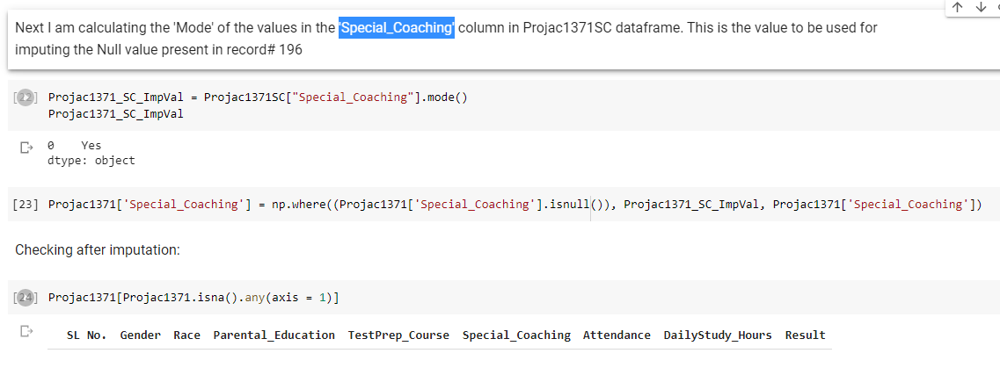 Next I am calculating the 'Mode' of the values in the 'Special_Coaching' column in Projac1371SC dataframe. This is the value to be used for
imputing the Null value present in record# 196
[22] Projac1371_SC_ImpVal = Projac1371SC["Special_Coaching"].mode()
Projac1371_SC_ImpVal
0    Yes
dtype: object
[23] Projac1371['Special_Coaching'] = np.where((Projac1371['Special_Coaching'].isnull()), Projac1371_SC_ImpVal, Projac1371['Special_Coaching'])
Checking after imputation:
[24] Projac1371[Projac1371.isna().any(axis = 1)]
SL No. Gender Race Parental_Education TestPrep_Course Special_Coaching Attendance DailyStudy_Hours Result